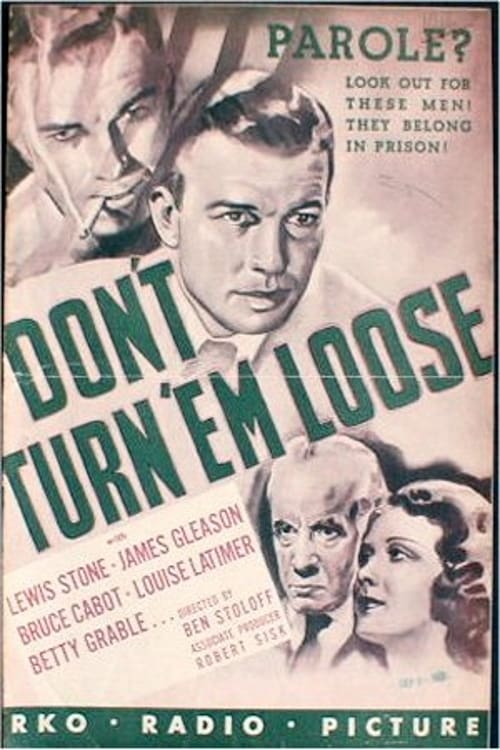 PAROLE?
LOOK OUT FOR
THESE MEN!
THEY BELONG
IN PRISON!
DON'T
TURN 'EM LOOSE
with
LEWIS STONE - JAMES GLEASON
BRUCE CABOT · LOUISE LATIMER
BETTY GRABLE...
DIRECTED BY
BEN STOLOFF
ASSOCIATE PRODUCER
ROBERT SISK
RKO · RADIO · PICTURE